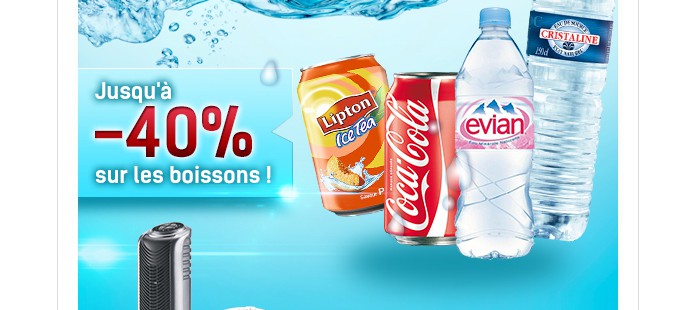 Jusqu'à
-40%
sur les boissons !
Lipton
Ice Tea
Coca-Cola
evian
CRISTALINE